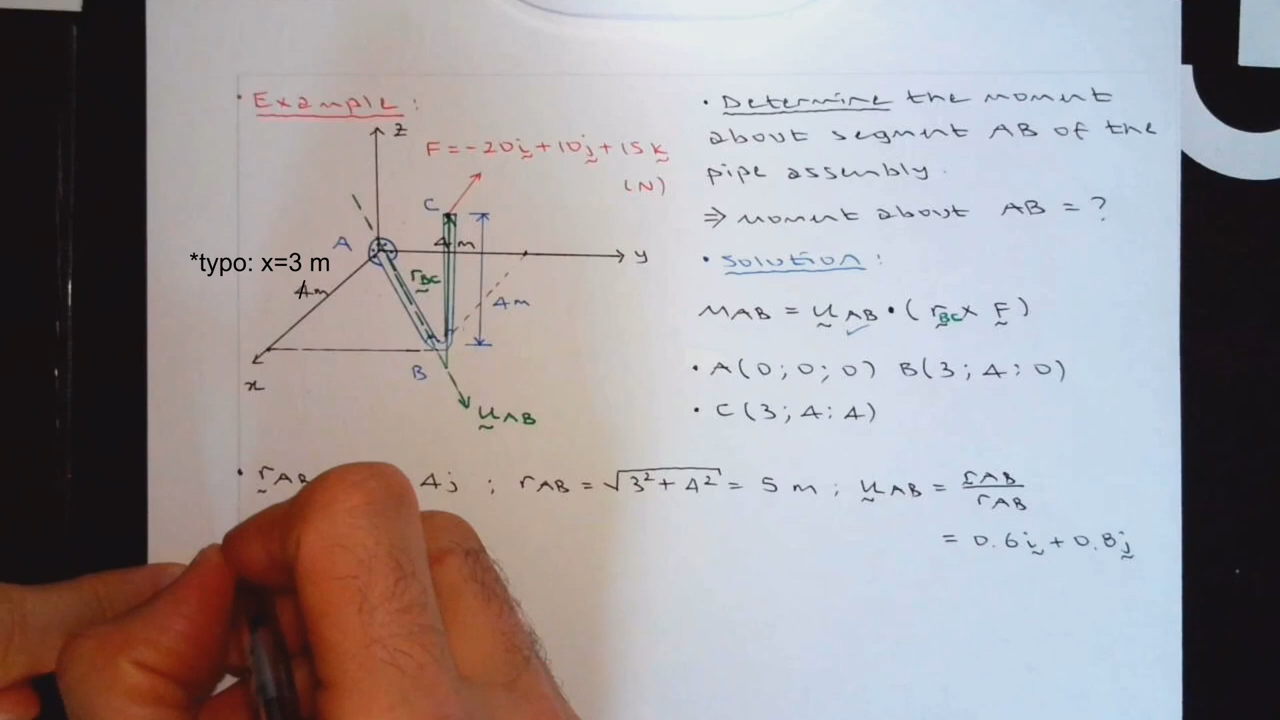 • Example:
z
F = -20i + 10j + 15k
(N)
C
4m
A
y
*typo: x=3 m
4m
rBC
4m
B
x
uAB
• Determine the moment
about segment AB of the
pipe assembly.
⇒ moment about AB = ?
• solution:
MAB = uAB • (rBC x F)
• A(0;0;0) B(3;4;0)
• C(3;4;4)
• rAB 4j ; rAB = √3²+4² = 5 m ; uAB = rAB/rAB
= 0.6i + 0.8j